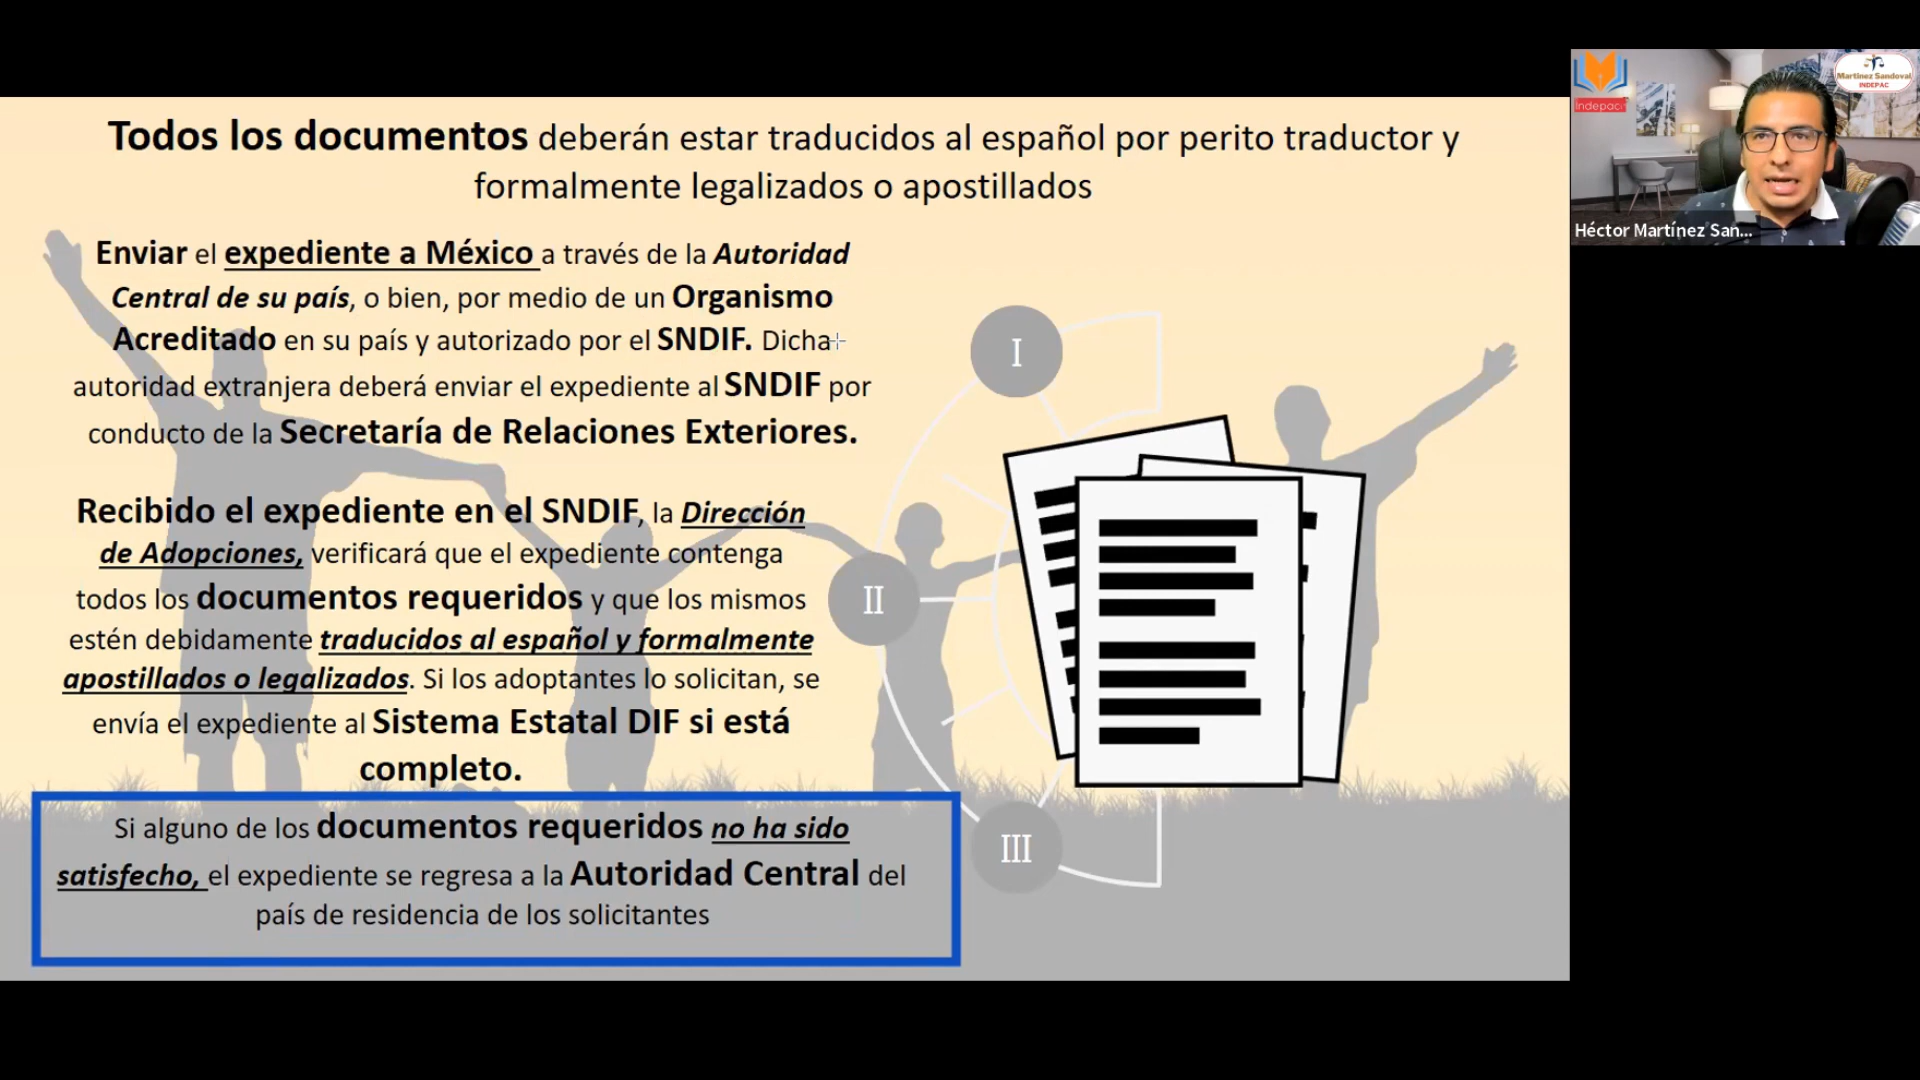 Todos los documentos deberán estar traducidos al español por perito traductor y
formalmente legalizados o apostillados
Enviar el expediente a México a través de la Autoridad
Central de su país, o bien, por medio de un Organismo
Acreditado en su país y autorizado por el SNDIF. Dicha
autoridad extranjera deberá enviar el expediente al SNDIF por
conducto de la Secretaría de Relaciones Exteriores.
Recibido el expediente en el SNDIF, la Dirección
de Adopciones, verificará que el expediente contenga
todos los documentos requeridos y que los mismos
estén debidamente traducidos al español y formalmente
apostillados o legalizados. Si los adoptantes lo solicitan, se
envía el expediente al Sistema Estatal DIF si está
completo.
Si alguno de los documentos requeridos no ha sido
satisfecho, el expediente se regresa a la Autoridad Central del
país de residencia de los solicitantes
I
II
III
Indepac
Martínez Sandoval
INDEPAC
Héctor Martínez San...